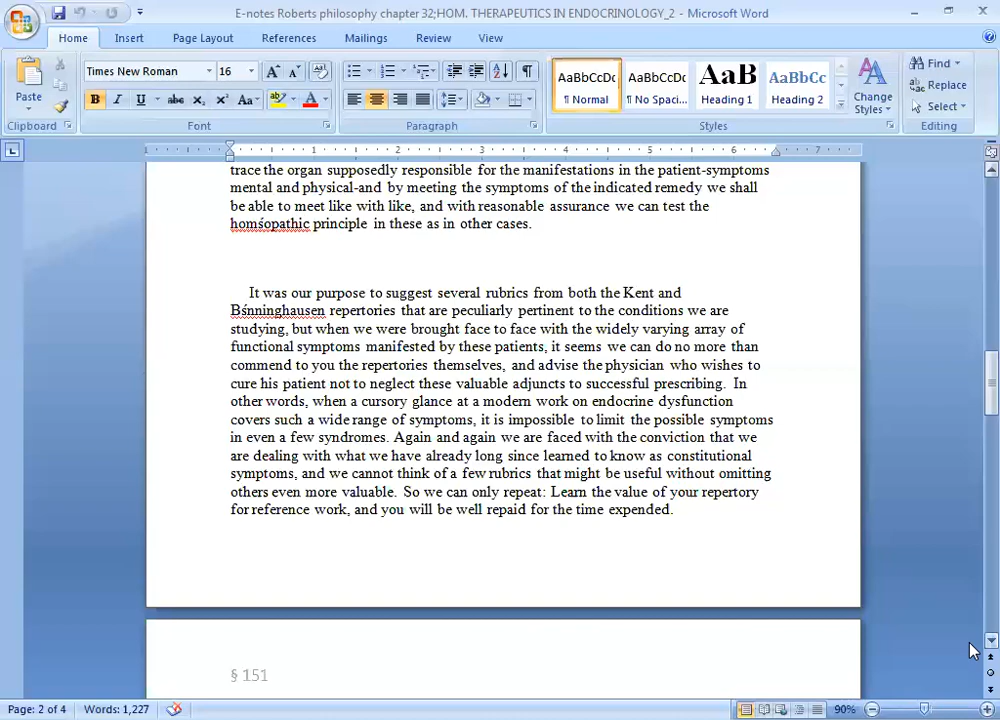 E-notes Roberts philosophy chapter 32;HOM. THERAPEUTICS IN ENDOCRINOLOGY_2 - Microsoft Word
Home Insert Page Layout References Mailings Review View
Paste
Clipboard
Times New Roman 16
B I U abe X₂ X² Aa A
Font
Paragraph
AaBbCcDc AaBbCcDc AaB AaBbCc
¶ Normal ¶ No Spaci... Heading 1 Heading 2
Change Styles
Styles
Find
Replace
Select
Editing
1 1 2 3 4 5 6 7
trace the organ supposedly responsible for the manifestations in the patient-symptoms
mental and physical-and by meeting the symptoms of the indicated remedy we shall
be able to meet like with like, and with reasonable assurance we can test the
homśopathic principle in these as in other cases.
It was our purpose to suggest several rubrics from both the Kent and
Bśnninghausen repertories that are peculiarly pertinent to the conditions we are
studying, but when we were brought face to face with the widely varying array of
functional symptoms manifested by these patients, it seems we can do no more than
commend to you the repertories themselves, and advise the physician who wishes to
cure his patient not to neglect these valuable adjuncts to successful prescribing. In
other words, when a cursory glance at a modern work on endocrine dysfunction
covers such a wide range of symptoms, it is impossible to limit the possible symptoms
in even a few syndromes. Again and again we are faced with the conviction that we
are dealing with what we have already long since learned to know as constitutional
symptoms, and we cannot think of a few rubrics that might be useful without omitting
others even more valuable. So we can only repeat: Learn the value of your repertory
for reference work, and you will be well repaid for the time expended.
§ 151
Page: 2 of 4 Words: 1,227 90%